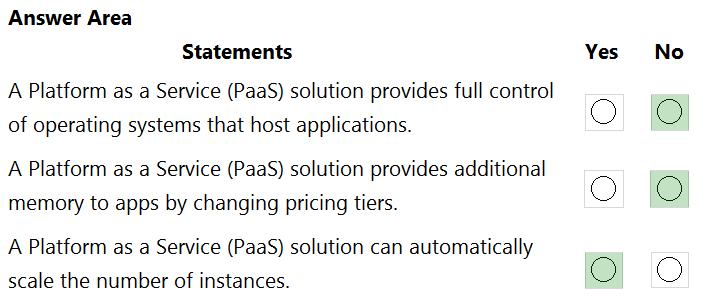 Answer Area
Statements Yes No
A Platform as a Service (PaaS) solution provides full control
of operating systems that host applications.
A Platform as a Service (PaaS) solution provides additional
memory to apps by changing pricing tiers.
A Platform as a Service (PaaS) solution can automatically
scale the number of instances.